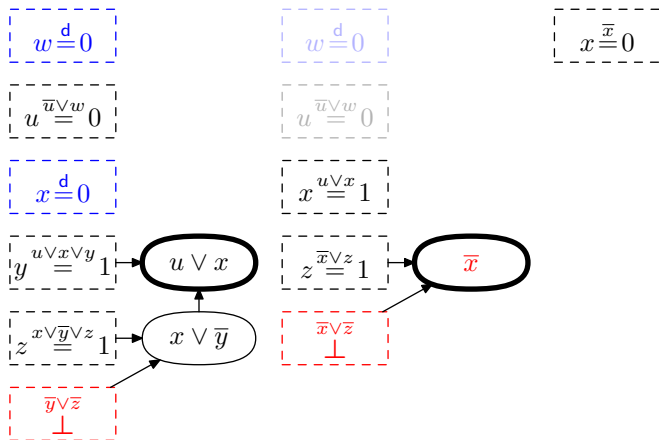 w d= 0 w d= 0 x x̅= 0
u u̅∨w= 0 u u̅∨w= 0
x d= 0 x u∨x= 1
y u∨x∨y= 1 u ∨ x z x̅∨z= 1 x̅
z x∨y̅∨z= 1 x ∨ y̅ x̅∨z̅ ⊥
y̅∨z̅ ⊥